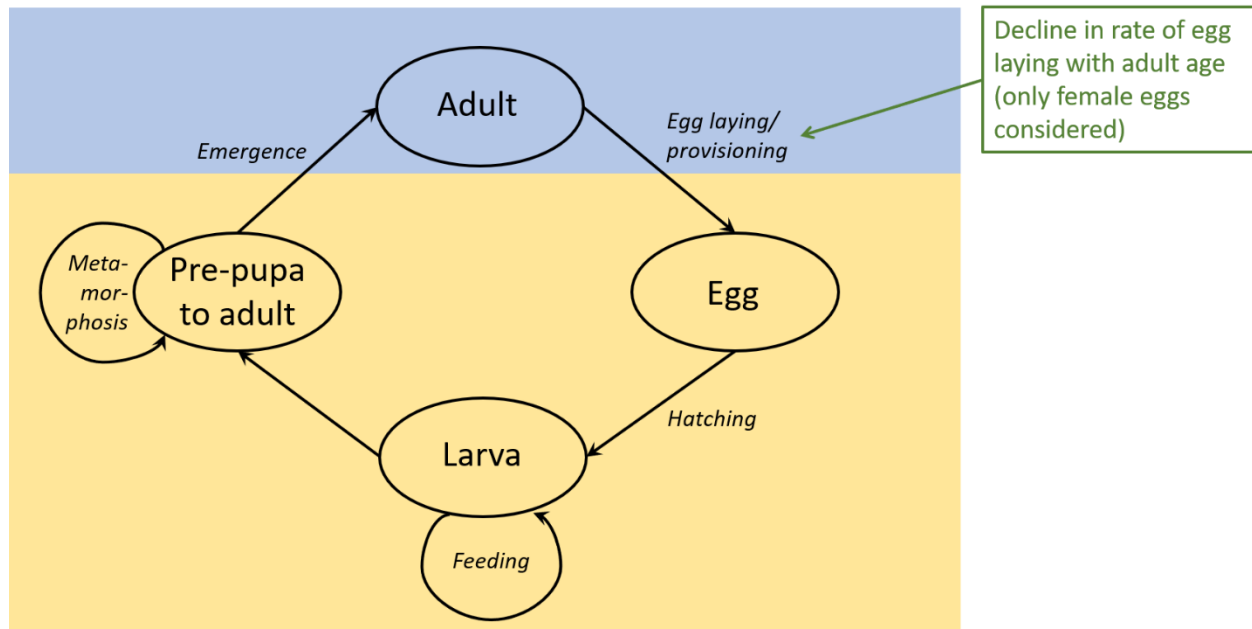 Adult
Emergence
Egg laying/
provisioning
Decline in rate of egg
laying with adult age
(only female eggs
considered)
Meta-
mor-
phosis
Pre-pupa
to adult
Egg
Hatching
Larva
Feeding